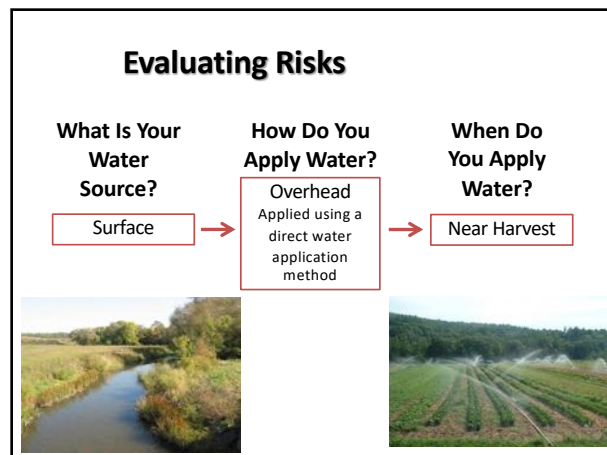 Evaluating Risks
What Is Your
Water
Source?
Surface
How Do You
Apply Water?
Overhead
Applied using a
direct water
application
method
When Do
You Apply
Water?
Near Harvest